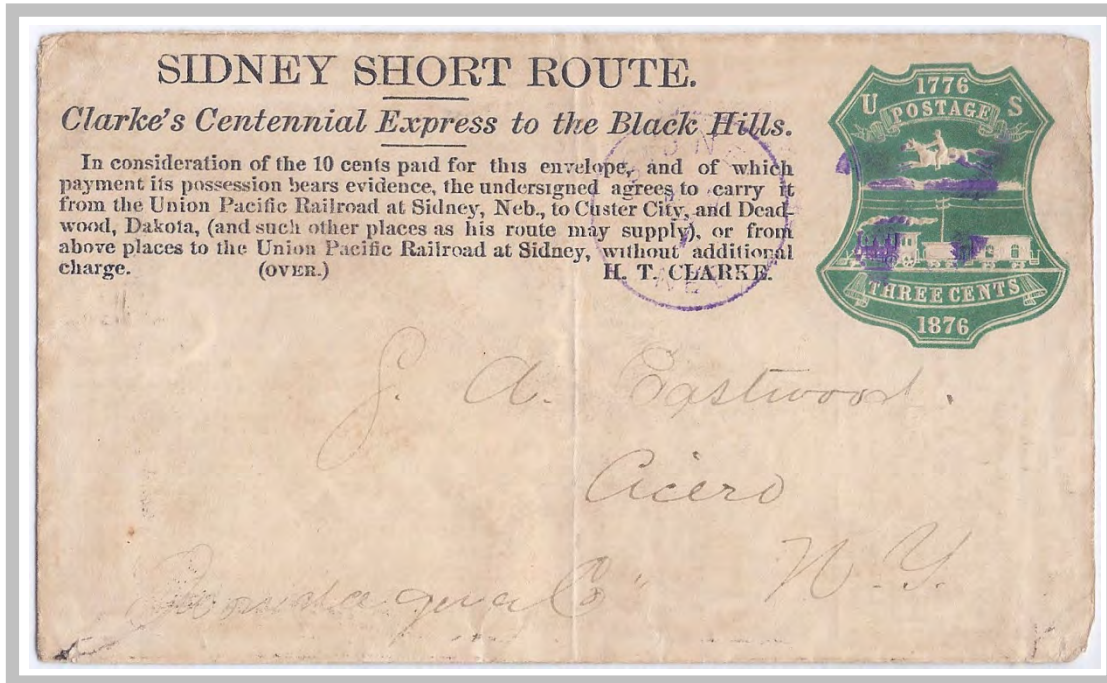 SIDNEY SHORT ROUTE.
Clarke's Centennial Express to the Black Hills.
In consideration of the 10 cents paid for this envelope, and of which
payment its possession bears evidence, the undersigned agrees to carry it
from the Union Pacific Railroad at Sidney, Neb., to Custer City, and Dead-
wood, Dakota, (and such other places as his route may supply), or from
above places to the Union Pacific Railroad at Sidney, without additional
charge. (OVER.) H. T. CLARKE.
1776
U POSTAGE S
THREE CENTS
1876
A. Eastwood.
Cicero
N.Y.